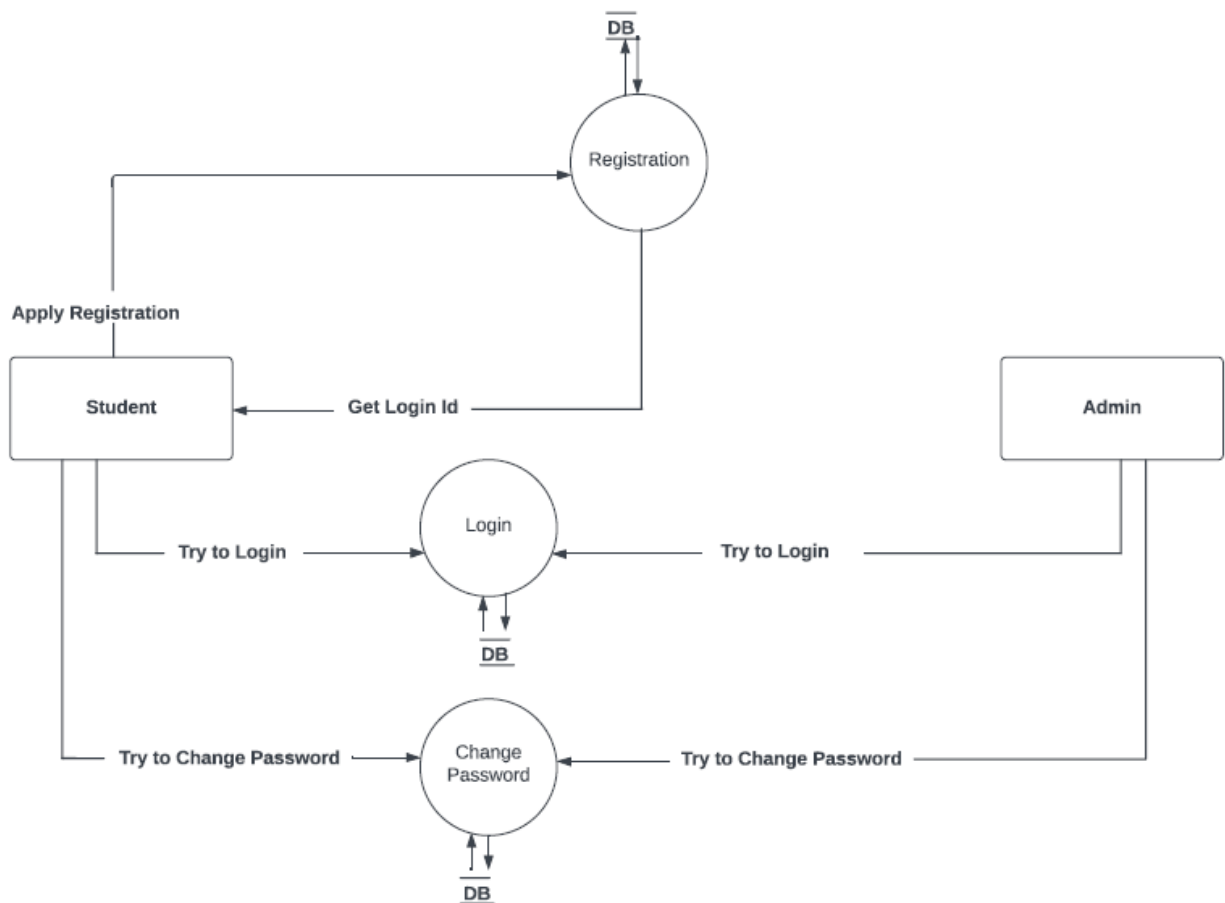 DB
Registration
Apply Registration
Student
Get Login Id
Admin
Login
Try to Login
Try to Login
DB
Try to Change Password
Change
Password
Try to Change Password
DB